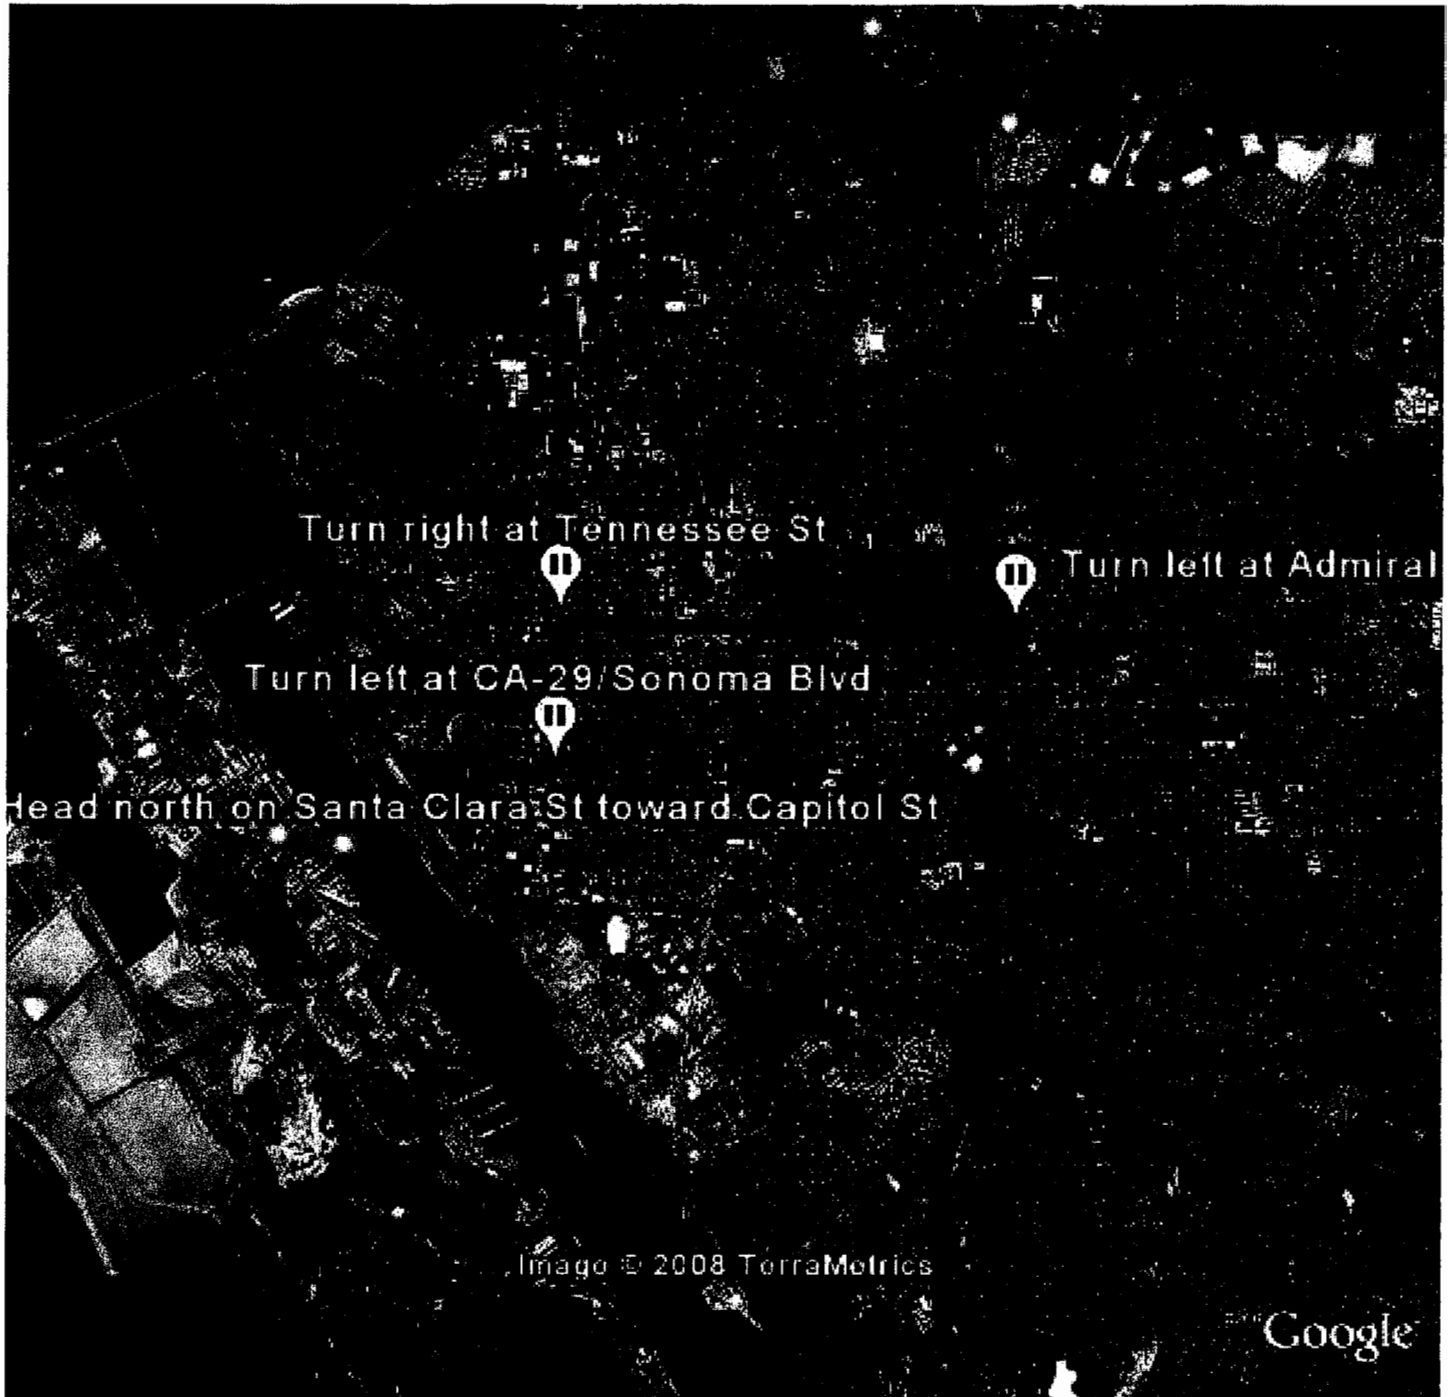 Turn right at Tennessee St
Turn left at Admiral
Turn left at CA-29/Sonoma Blvd
Head north on Santa Clara St toward Capitol St
Image © 2008 TerraMetrics
Google